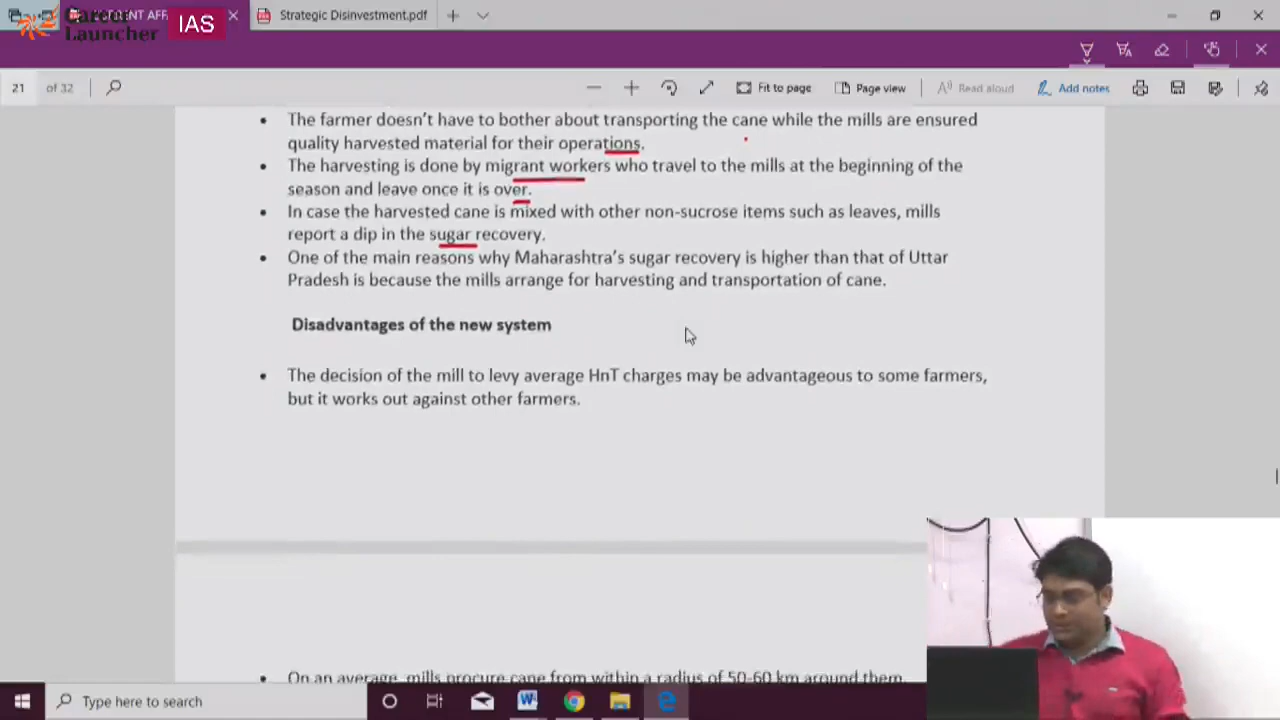 Career
Launcher
IAS
CURRENT AFF
Strategic Disinvestment.pdf
21 of 32
Fit to page
Page view
Read aloud
Add notes
The farmer doesn't have to bother about transporting the cane while the mills are ensured
quality harvested material for their operations.
The harvesting is done by migrant workers who travel to the mills at the beginning of the
season and leave once it is over.
In case the harvested cane is mixed with other non-sucrose items such as leaves, mills
report a dip in the sugar recovery.
One of the main reasons why Maharashtra's sugar recovery is higher than that of Uttar
Pradesh is because the mills arrange for harvesting and transportation of cane.
Disadvantages of the new system
The decision of the mill to levy average HnT charges may be advantageous to some farmers,
but it works out against other farmers.
On an average, mills procure cane from within a radius of 50-60 km around them.
Type here to search